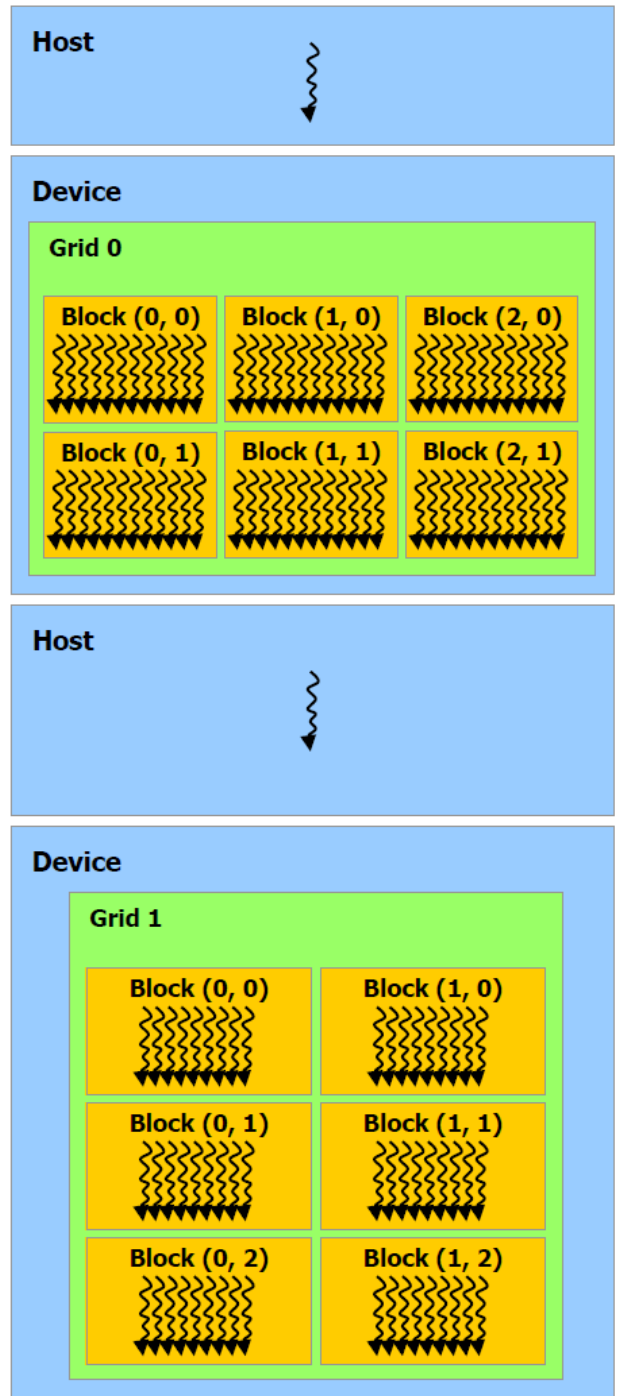 Host
Device
Grid 0
Block (0, 0) Block (1, 0) Block (2, 0)
Block (0, 1) Block (1, 1) Block (2, 1)
Host
Device
Grid 1
Block (0, 0) Block (1, 0)
Block (0, 1) Block (1, 1)
Block (0, 2) Block (1, 2)